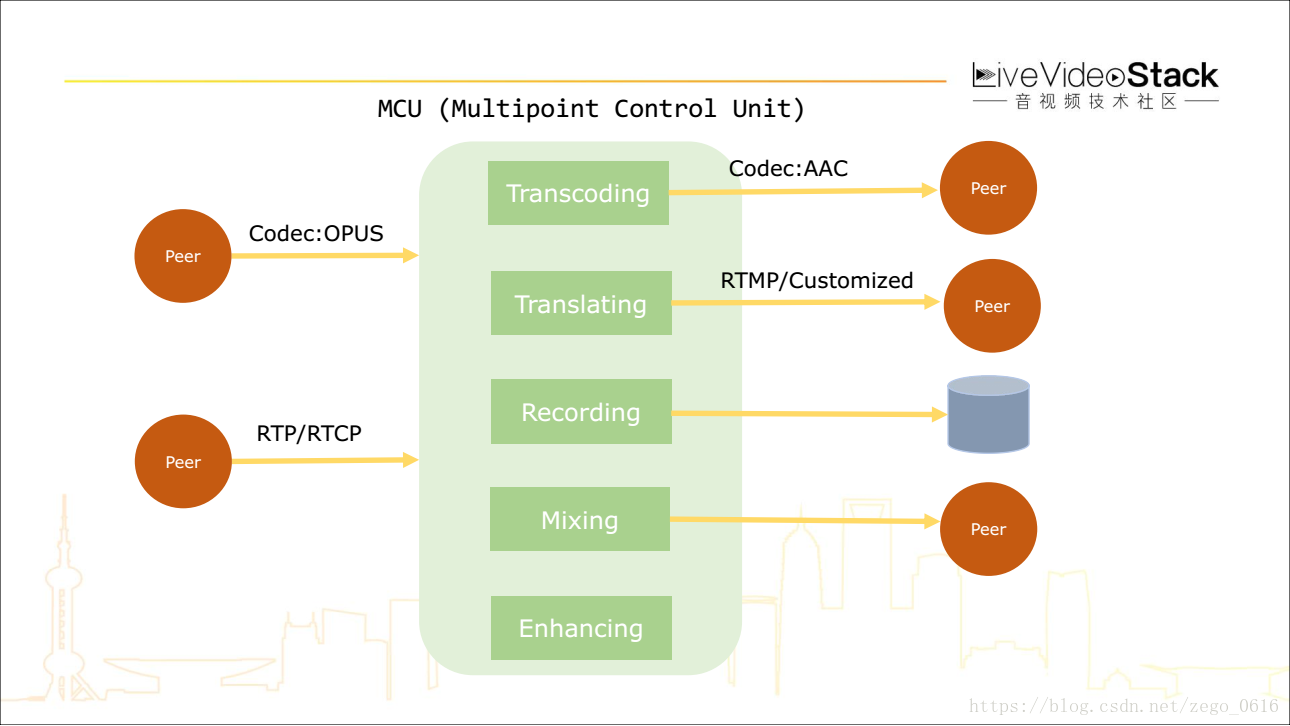 LiveVideoStack
音视频技术社区
MCU (Multipoint Control Unit)
Transcoding
Codec:AAC
Peer
Peer
Codec:OPUS
Translating
RTMP/Customized
Peer
Recording
Peer
RTP/RTCP
Mixing
Peer
Enhancing
https://blog.csdn.net/zego_0616